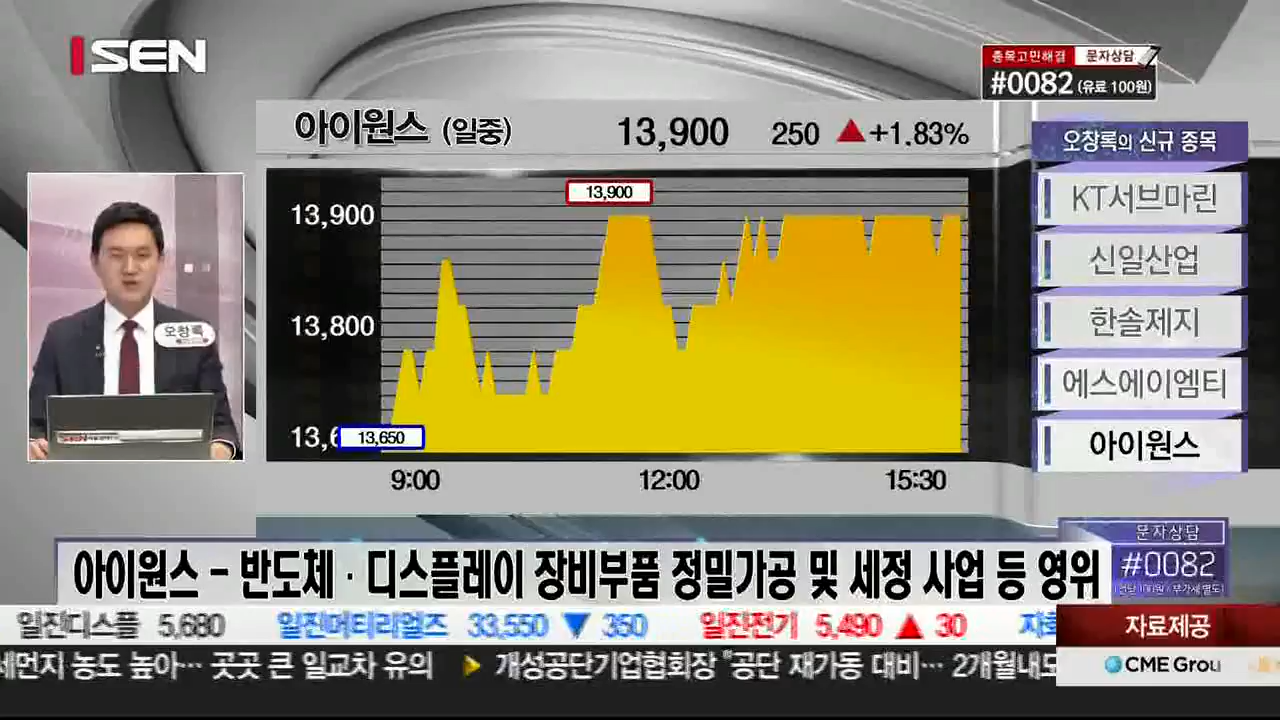 SEN
종목고민해결 문자상담
#0082 (유료 100원)
아이원스 (일중) 13,900 250 ▲+1.83%
오창록의 신규 종목
KT서브마린
신일산업
한솔제지
에스에이엠티
아이원스
13,900
13,900
13,800
13,6
13,650
9:00 12:00 15:30
오창록
SEN
아이원스 - 반도체·디스플레이 장비부품 정밀가공 및 세정 사업 등 영위
문자상담
#0082
일진디스플 5,680 일진머티리얼즈 33,550 ▼ 350 일진전기 5,490 ▲ 30
자료제공
세먼지 농도 높아… 곳곳 큰 일교차 유의 ▶ 개성공단기업협회장 "공단 재가동 대비… 2개월내
CME Grou